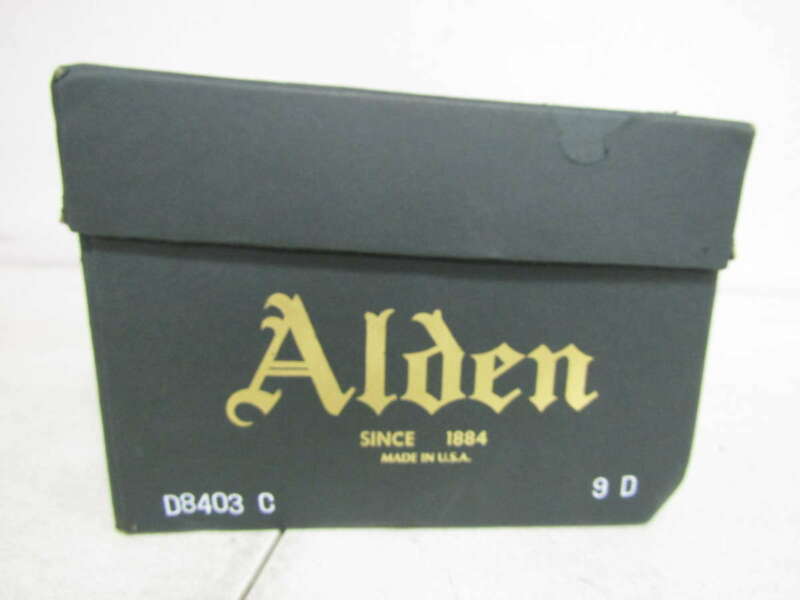 Alden
SINCE 1884
MADE IN U.S.A.
D8403 C 9 D